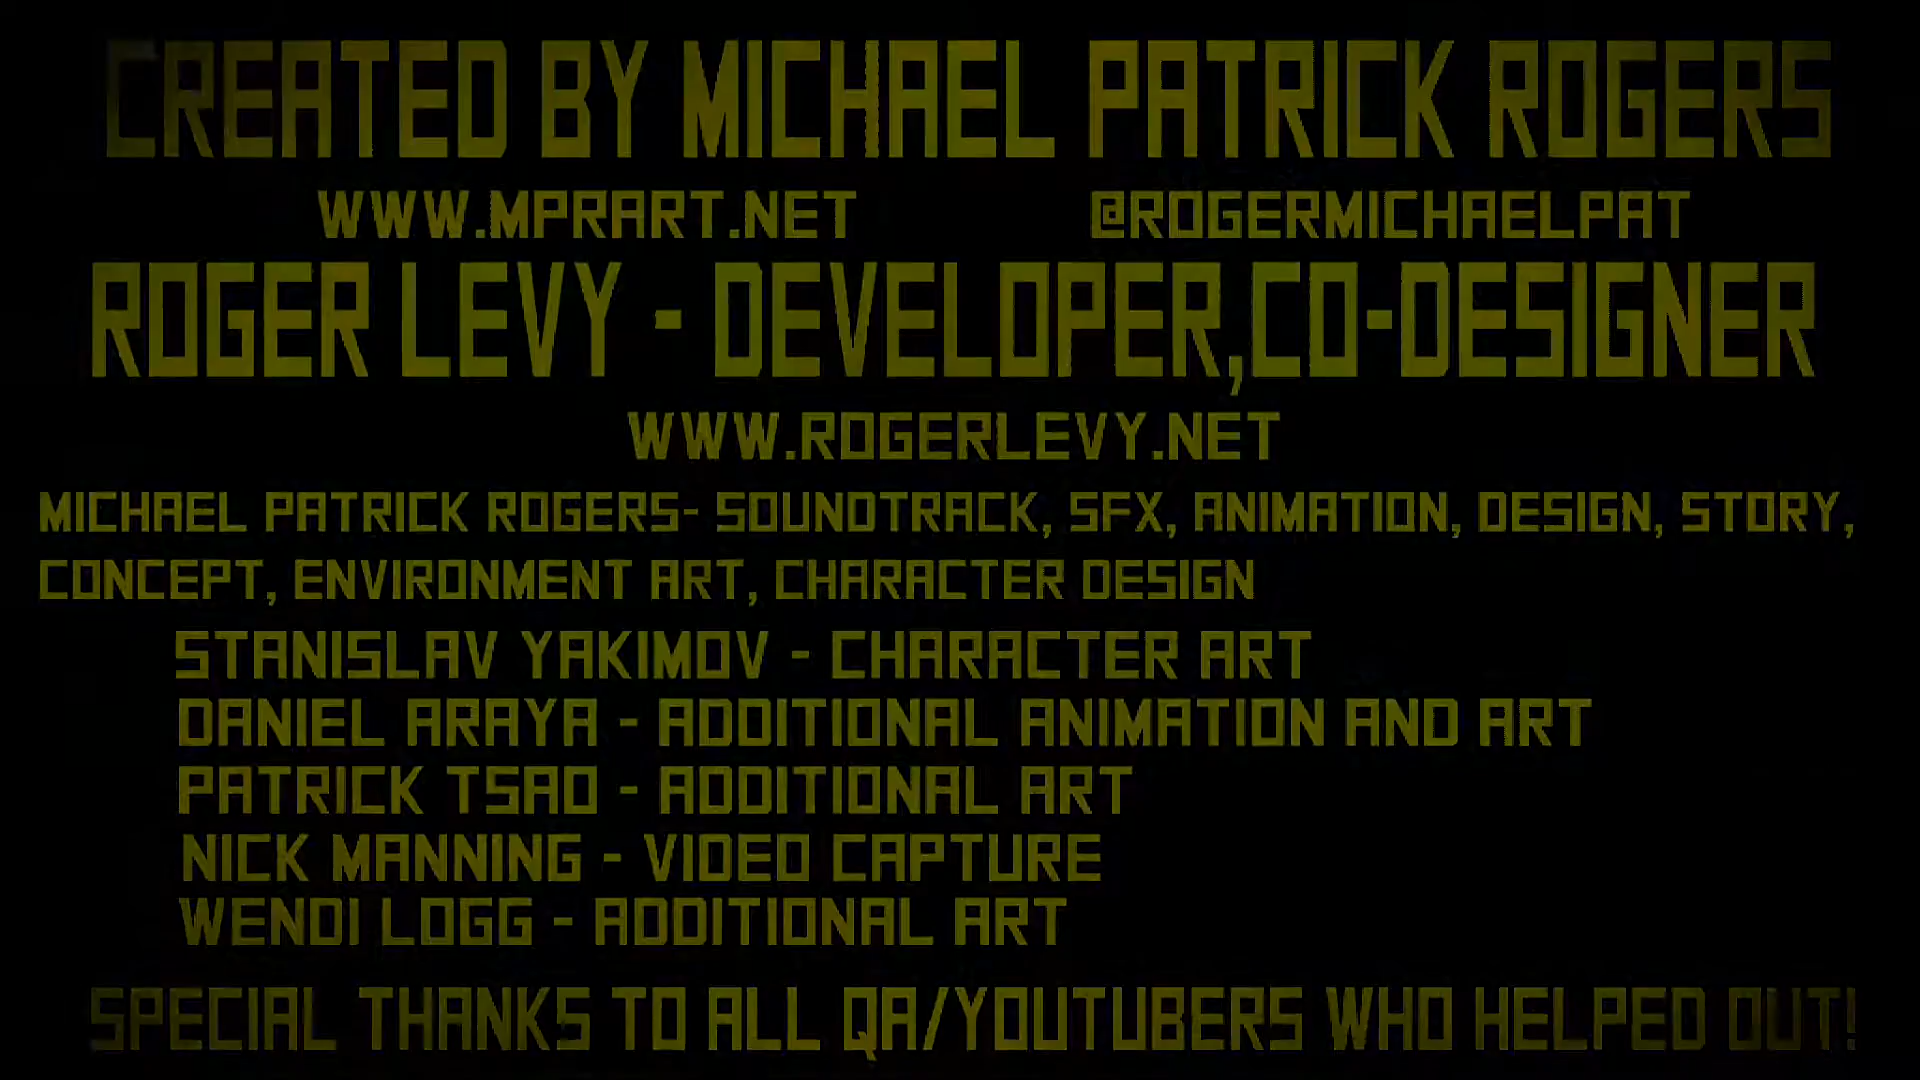 CREATED BY MICHAEL PATRICK ROGERS
WWW.MPRART.NET @ROGERMICHAELPAT
ROGER LEVY - DEVELOPER,CO-DESIGNER
WWW.ROGERLEVY.NET
MICHAEL PATRICK ROGERS- SOUNDTRACK, SFX, ANIMATION, DESIGN, STORY,
CONCEPT, ENVIRONMENT ART, CHARACTER DESIGN
STANISLAV YAKIMOV - CHARACTER ART
DANIEL ARAYA - ADDITIONAL ANIMATION AND ART
PATRICK TSAO - ADDITIONAL ART
NICK MANNING - VIDEO CAPTURE
WENDI LOGG - ADDITIONAL ART
SPECIAL THANKS TO ALL QA/YOUTUBERS WHO HELPED OUT!